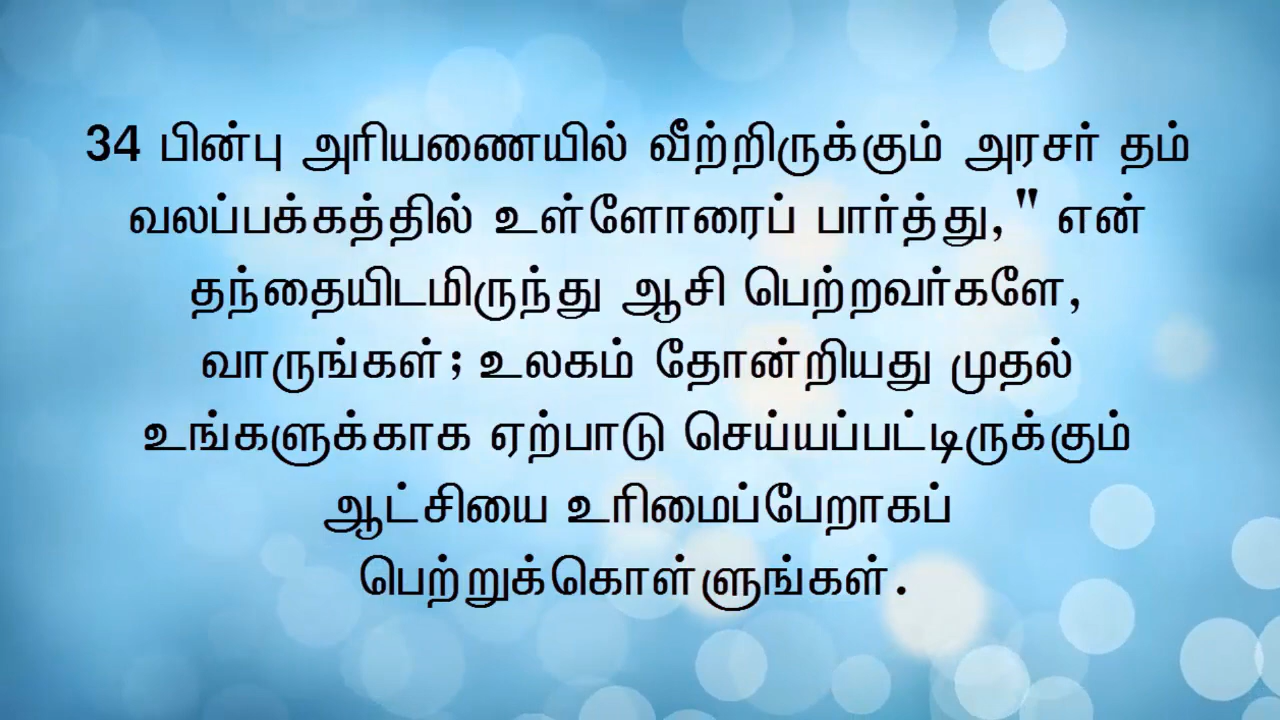 34 பின்பு அரியணையில் வீற்றிருக்கும் அரசர் தம்
வலப்பக்கத்தில் உள்ளோரைப் பார்த்து," என்
தந்தையிடமிருந்து ஆசி பெற்றவர்களே,
வாருங்கள்; உலகம் தோன்றியது முதல்
உங்களுக்காக ஏற்பாடு செய்யப்பட்டிருக்கும்
ஆட்சியை உரிமைப்பேறாகப்
பெற்றுக்கொள்ளுங்கள்.